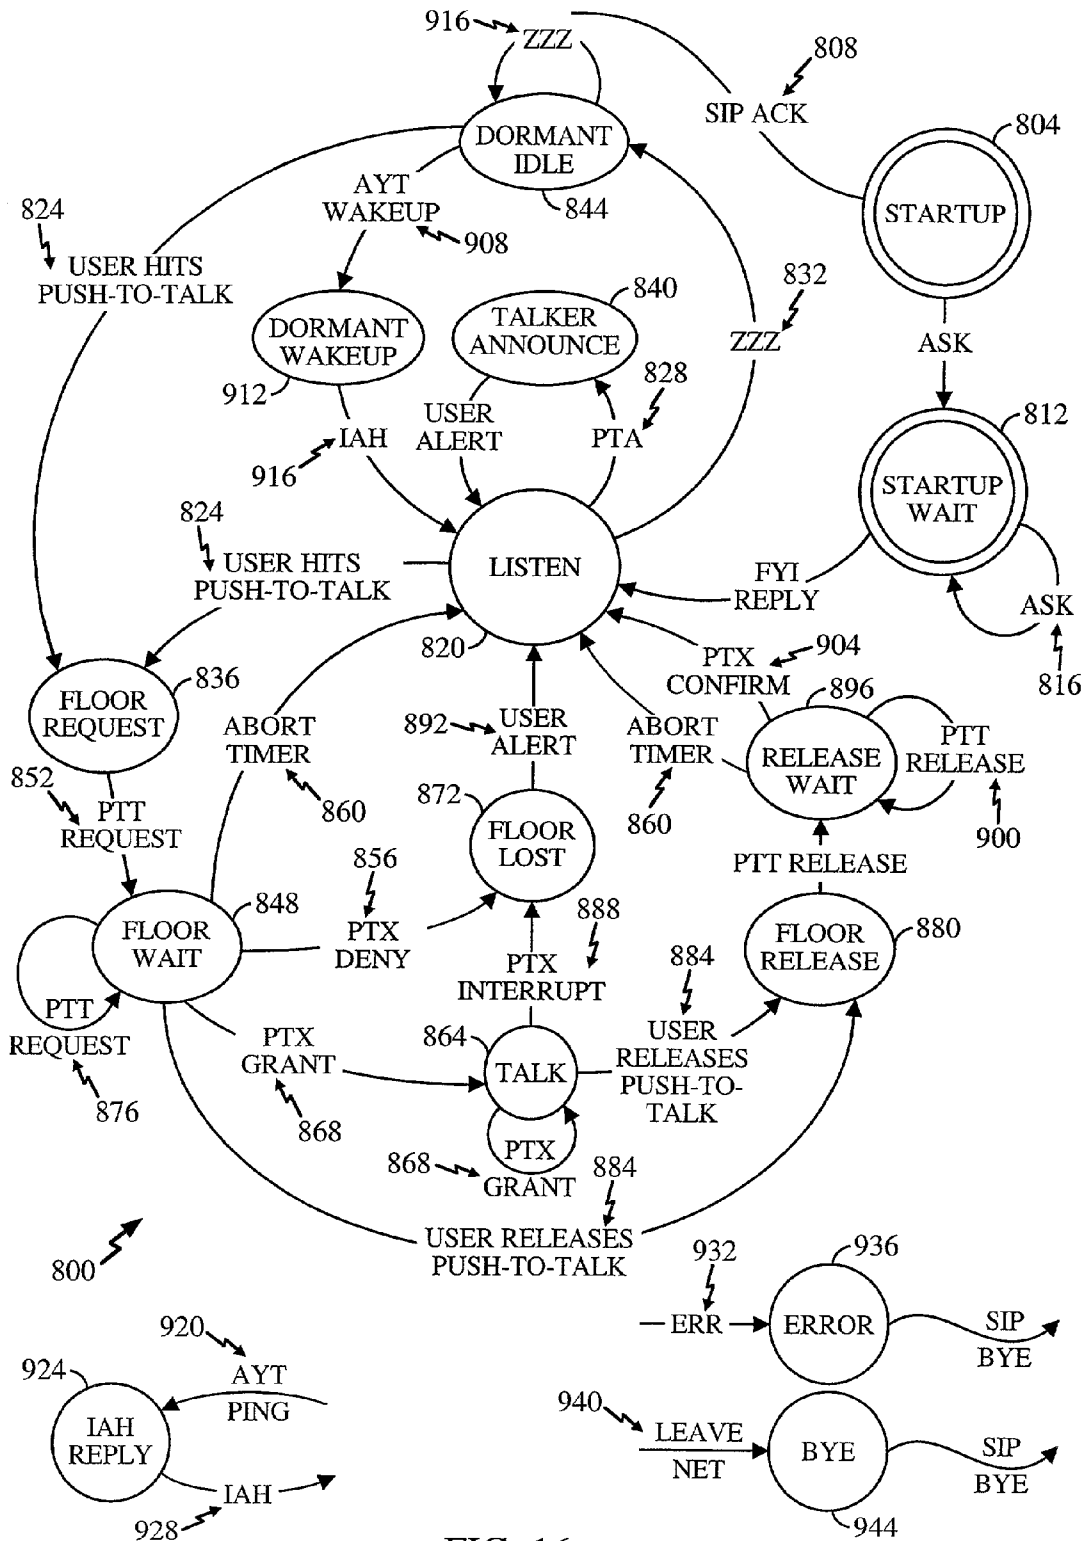 916
ZZZ
808
SIP ACK
804
STARTUP
DORMANT
IDLE
844
AYT
WAKEUP
908
824
USER HITS
PUSH-TO-TALK
840
TALKER
ANNOUNCE
832
ZZZ
DORMANT
WAKEUP
912
ASK
828
PTA
USER
ALERT
IAH
916
812
STARTUP
WAIT
824
USER HITS
PUSH-TO-TALK
LISTEN
820
FYI
REPLY
ASK
816
FLOOR
REQUEST
836
904
PTX
CONFIRM
896
892
USER
ALERT
ABORT
TIMER
860
ABORT
TIMER
860
RELEASE
WAIT
PTT
RELEASE
900
852
PTT
REQUEST
872
FLOOR
LOST
PTT RELEASE
856
PTX
DENY
848
FLOOR
WAIT
888
PTX
INTERRUPT
FLOOR
RELEASE
880
884
USER
RELEASES
PUSH-TO-
TALK
PTT
REQUEST
876
PTX
GRANT
868
864
TALK
868
PTX
GRANT
884
USER RELEASES
PUSH-TO-TALK
800
932
ERR
936
ERROR
SIP
BYE
920
AYT
PING
924
IAH
REPLY
IAH
928
940
LEAVE
NET
BYE
944
SIP
BYE